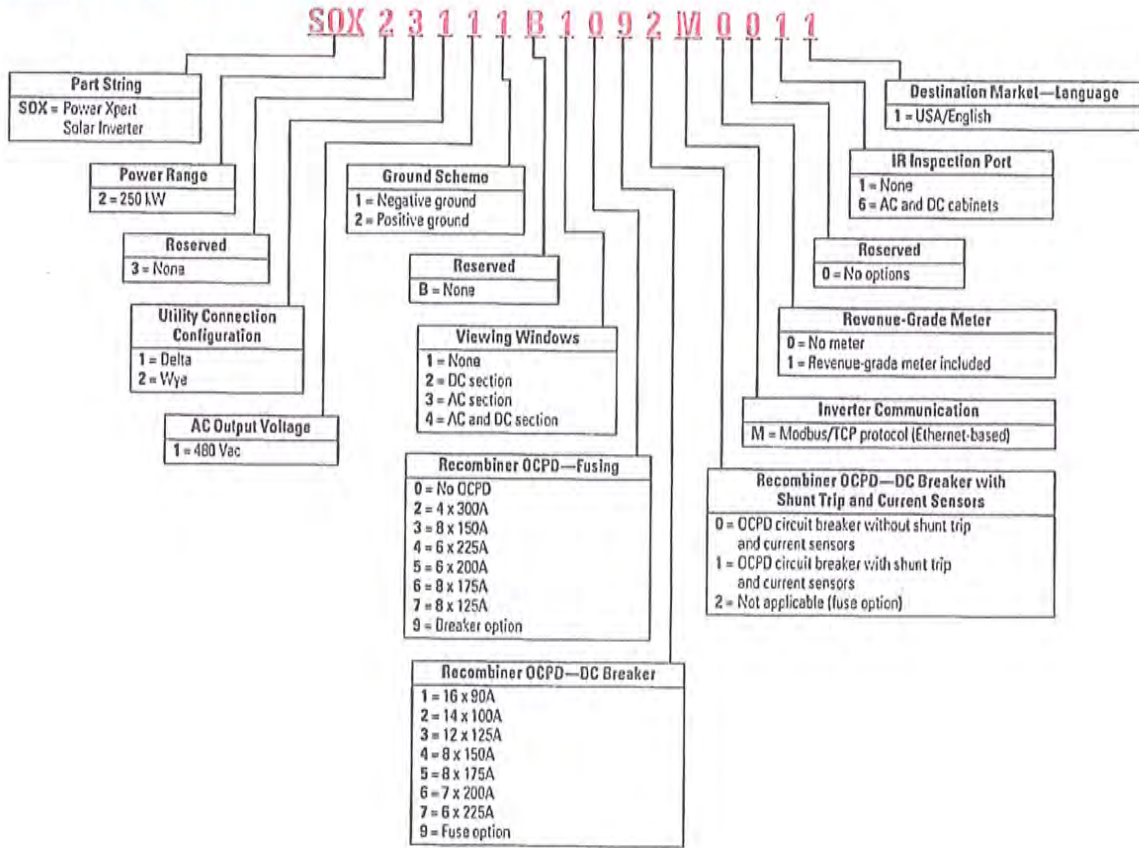 SOX 2 3 1 1 1 B 1 0 9 2 M 0 0 1 1
Part String
SOX = Power Xpert
Solar Inverter
Power Range
2 = 250 kW
Reserved
3 = None
Utility Connection
Configuration
1 = Delta
2 = Wye
AC Output Voltage
1 = 480 Vac
Ground Scheme
1 = Negative ground
2 = Positive ground
Reserved
B = None
Viewing Windows
1 = None
2 = DC section
3 = AC section
4 = AC and DC section
Recombiner OCPD—Fusing
0 = No OCPD
2 = 4 x 300A
3 = 8 x 150A
4 = 6 x 225A
5 = 6 x 200A
6 = 8 x 175A
7 = 8 x 125A
9 = Breaker option
Recombiner OCPD—DC Breaker
1 = 16 x 90A
2 = 14 x 100A
3 = 12 x 125A
4 = 8 x 150A
5 = 8 x 175A
6 = 7 x 200A
7 = 6 x 225A
9 = Fuse option
Destination Market—Language
1 = USA/English
IR Inspection Port
1 = None
6 = AC and DC cabinets
Reserved
0 = No options
Revenue-Grade Meter
0 = No meter
1 = Revenue-grade meter included
Inverter Communication
M = Modbus/TCP protocol (Ethernet-based)
Recombiner OCPD—DC Breaker with
Shunt Trip and Current Sensors
0 = OCPD circuit breaker without shunt trip
and current sensors
1 = OCPD circuit breaker with shunt trip
and current sensors
2 = Not applicable (fuse option)